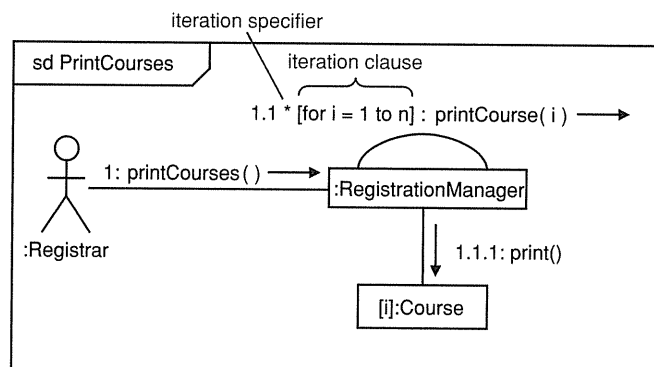 iteration specifier
sd PrintCourses
iteration clause
1.1 * [for i = 1 to n] : printCourse( i )
1: printCourses ( )
:RegistrationManager
:Registrar
1.1.1: print()
[i]:Course